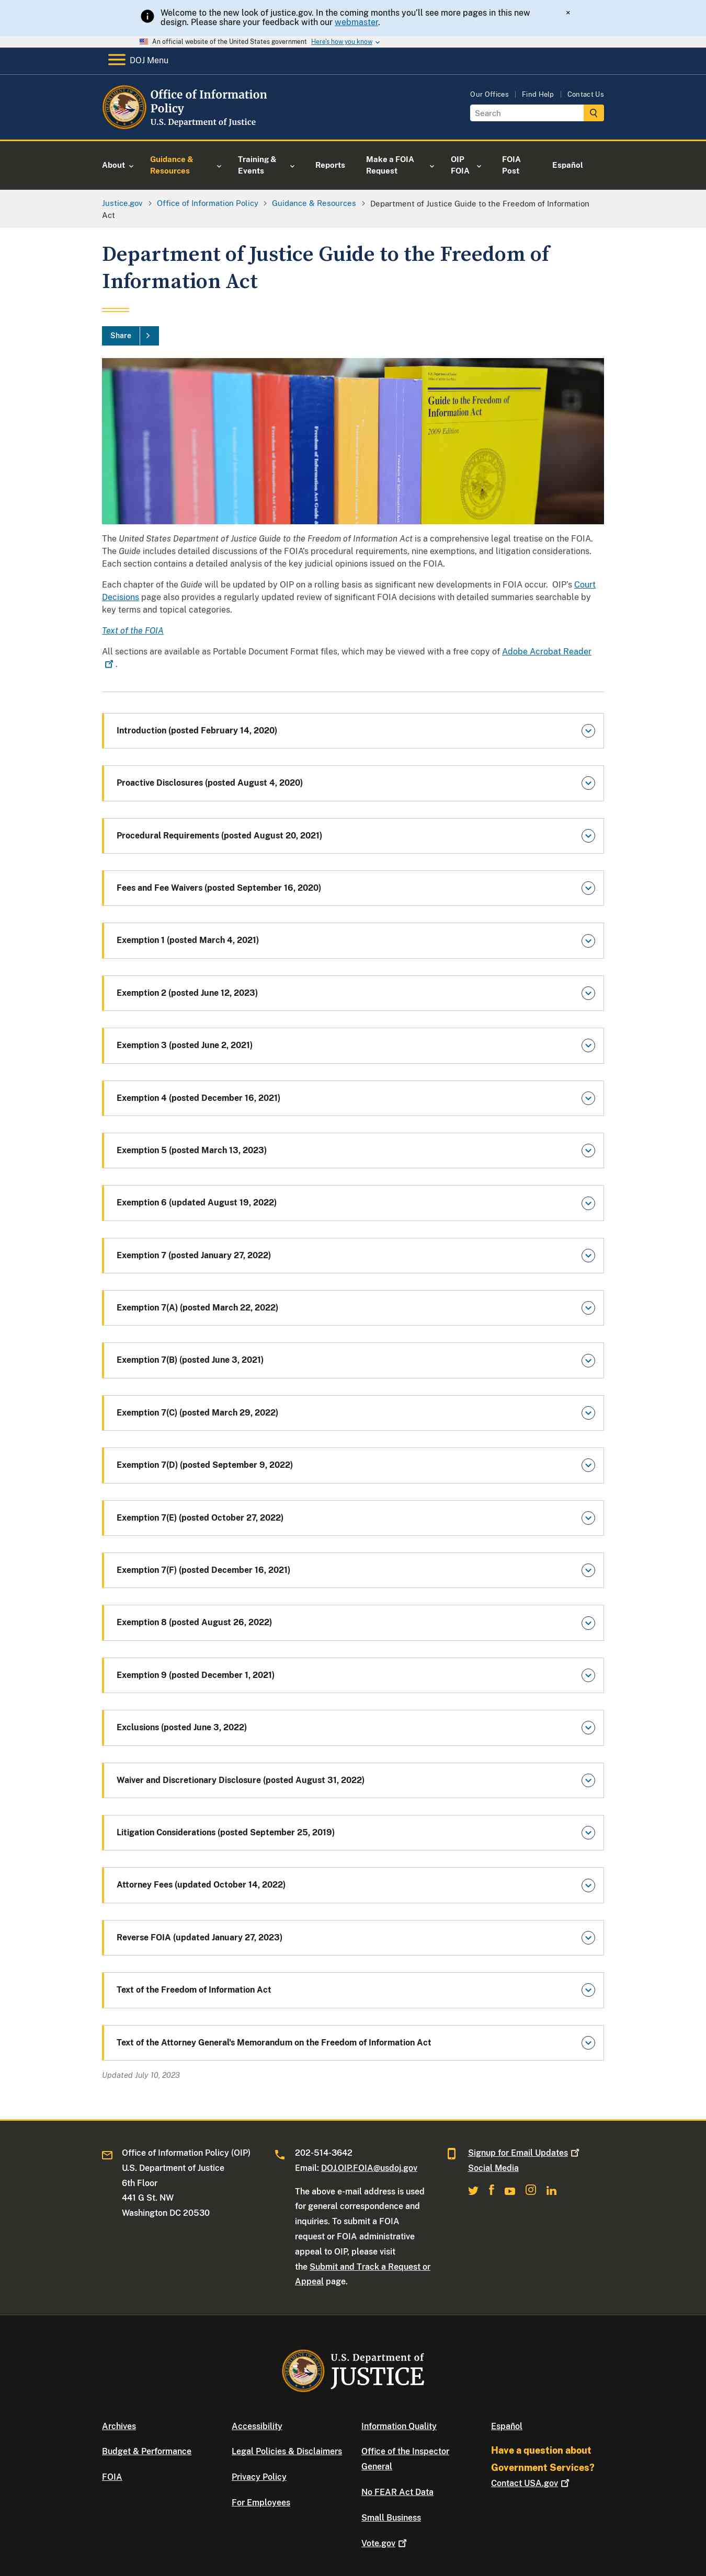 Welcome to the new look of justice.gov. In the coming months you'll see more pages in this new
design. Please share your feedback with our webmaster.
×
An official website of the United States government Here's how you know
DOJ Menu
Office of Information
Policy
U.S. Department of Justice
Our Offices | Find Help | Contact Us
Search
About
Guidance &
Resources
Training &
Events
Reports
Make a FOIA
Request
OIP
FOIA
FOIA
Post
Español
Justice.gov > Office of Information Policy > Guidance & Resources > Department of Justice Guide to the Freedom of Information
Act
Department of Justice Guide to the Freedom of
Information Act
Share
Guide to the Freedom of
Information Act
The United States Department of Justice Guide to the Freedom of Information Act is a comprehensive legal treatise on the FOIA.
The Guide includes detailed discussions of the FOIA's procedural requirements, nine exemptions, and litigation considerations.
Each section contains a detailed analysis of the key judicial opinions issued on the FOIA.
Each chapter of the Guide will be updated by OIP on a rolling basis as significant new developments in FOIA occur. OIP's Court
Decisions page also provides a regularly updated review of significant FOIA decisions with detailed summaries searchable by
key terms and topical categories.
Text of the FOIA
All sections are available as Portable Document Format files, which may be viewed with a free copy of Adobe Acrobat Reader
.
Introduction (posted February 14, 2020)
Proactive Disclosures (posted August 4, 2020)
Procedural Requirements (posted August 20, 2021)
Fees and Fee Waivers (posted September 16, 2020)
Exemption 1 (posted March 4, 2021)
Exemption 2 (posted June 12, 2023)
Exemption 3 (posted June 2, 2021)
Exemption 4 (posted December 16, 2021)
Exemption 5 (posted March 13, 2023)
Exemption 6 (updated August 19, 2022)
Exemption 7 (posted January 27, 2022)
Exemption 7(A) (posted March 22, 2022)
Exemption 7(B) (posted June 3, 2021)
Exemption 7(C) (posted March 29, 2022)
Exemption 7(D) (posted September 9, 2022)
Exemption 7(E) (posted October 27, 2022)
Exemption 7(F) (posted December 16, 2021)
Exemption 8 (posted August 26, 2022)
Exemption 9 (posted December 1, 2021)
Exclusions (posted June 3, 2022)
Waiver and Discretionary Disclosure (posted August 31, 2022)
Litigation Considerations (posted September 25, 2019)
Attorney Fees (updated October 14, 2022)
Reverse FOIA (updated January 27, 2023)
Text of the Freedom of Information Act
Text of the Attorney General's Memorandum on the Freedom of Information Act
Updated July 10, 2023
Office of Information Policy (OIP)
U.S. Department of Justice
6th Floor
441 G St. NW
Washington DC 20530
202-514-3642
Email: DOJ.OIP.FOIA@usdoj.gov
The above e-mail address is used
for general correspondence and
inquiries. To submit a FOIA
request or FOIA administrative
appeal to OIP, please visit
the Submit and Track a Request or
Appeal page.
Signup for Email Updates
Social Media
U.S. Department of
JUSTICE
Archives
Budget & Performance
FOIA
Accessibility
Legal Policies & Disclaimers
Privacy Policy
For Employees
Information Quality
Office of the Inspector
General
No FEAR Act Data
Small Business
Vote.gov
Español
Have a question about
Government Services?
Contact USA.gov